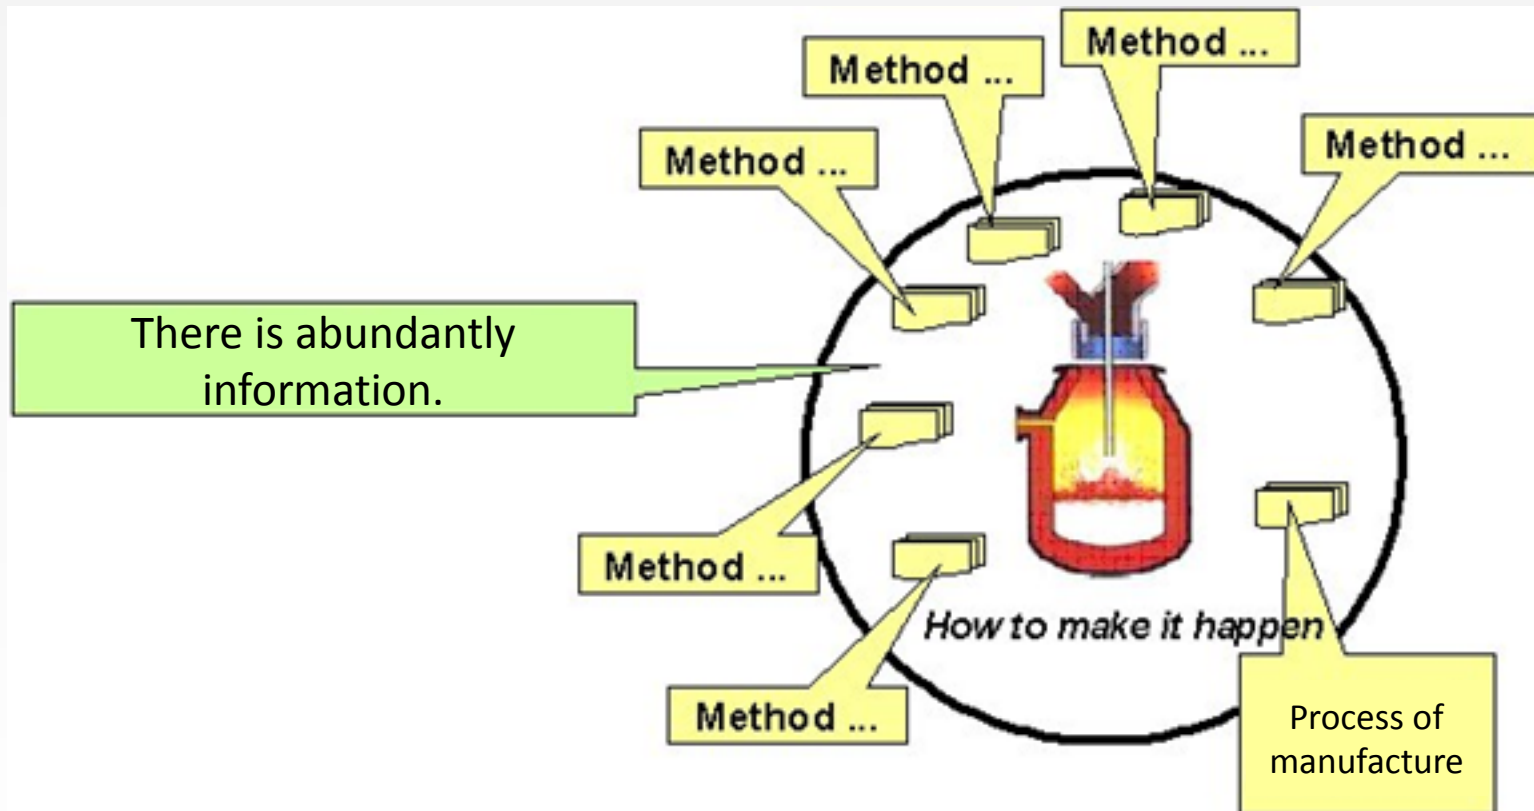 Method ...
Method ...
Method ...
Method ...
There is abundantly
information.
Method ...
How to make it happen
Method ...
Process of
manufacture